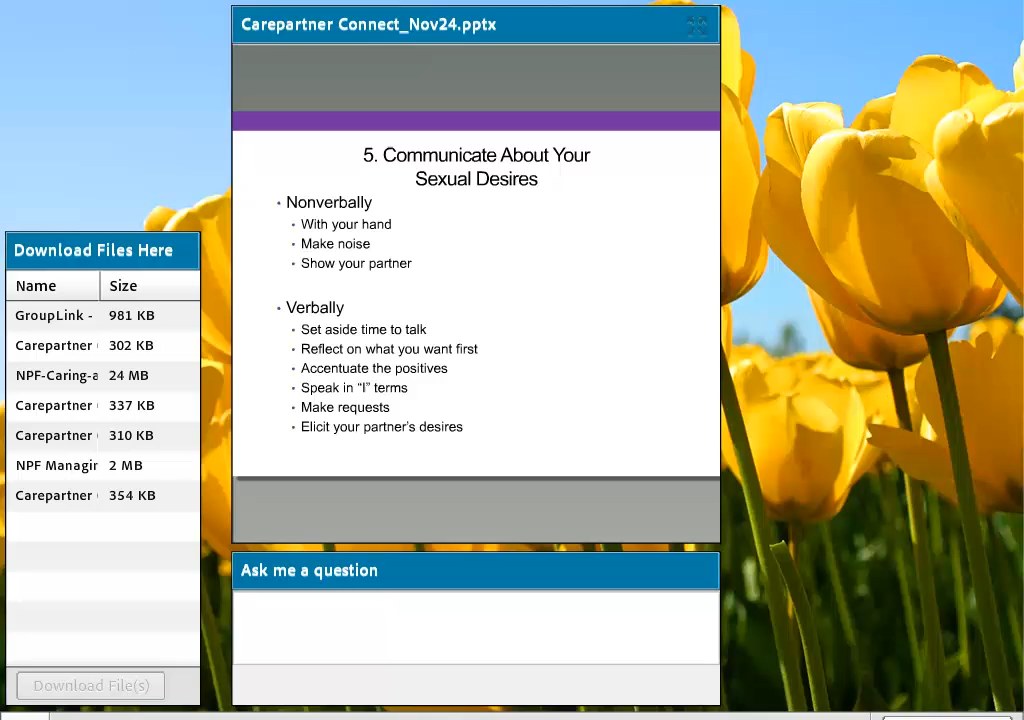 Carepartner Connect_Nov24.pptx
5. Communicate About Your
Sexual Desires
• Nonverbally
• With your hand
• Make noise
• Show your partner
• Verbally
• Set aside time to talk
• Reflect on what you want first
• Accentuate the positives
• Speak in “I” terms
• Make requests
• Elicit your partner’s desires
Download Files Here
Name Size
GroupLink - 981 KB
Carepartner 302 KB
NPF-Caring-a 24 MB
Carepartner 337 KB
Carepartner 310 KB
NPF Managin 2 MB
Carepartner 354 KB
Download File(s)
Ask me a question